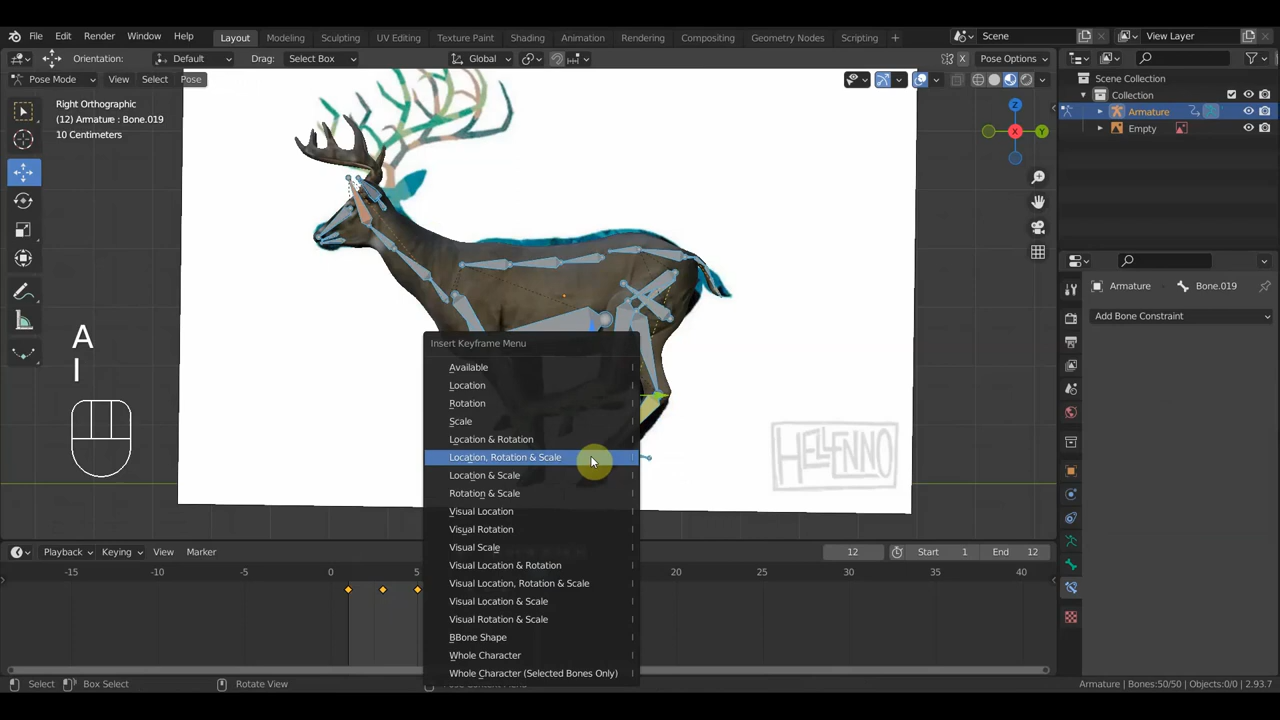 File Edit Render Window Help Layout Modeling Sculpting UV Editing Texture Paint Shading Animation Rendering Compositing Geometry Nodes Scripting + Scene View Layer
Orientation: Default Drag: Select Box Global X Pose Options
Pose Mode View Select Pose
Scene Collection
Collection
Armature
Empty
Right Orthographic
(12) Armature : Bone.019
10 Centimeters
Z
X
Y
Armature Bone.019
Add Bone Constraint
A
I
Insert Keyframe Menu
Available I
Location I
Rotation I
Scale I
Location & Rotation I
Location, Rotation & Scale I
Location & Scale I
Rotation & Scale I
Visual Location I
Visual Rotation I
Visual Scale I
Visual Location & Rotation I
Visual Location, Rotation & Scale I
Visual Location & Scale I
Visual Rotation & Scale I
BBone Shape I
Whole Character I
Whole Character (Selected Bones Only) I
HELLENNO
Playback Keying View Marker 12 Start 1 End 12
-15 -10 -5 0 5 20 25 30 35 40
Select Box Select Rotate View Armature | Bones:50/50 | Objects:0/0 | 2.93.7